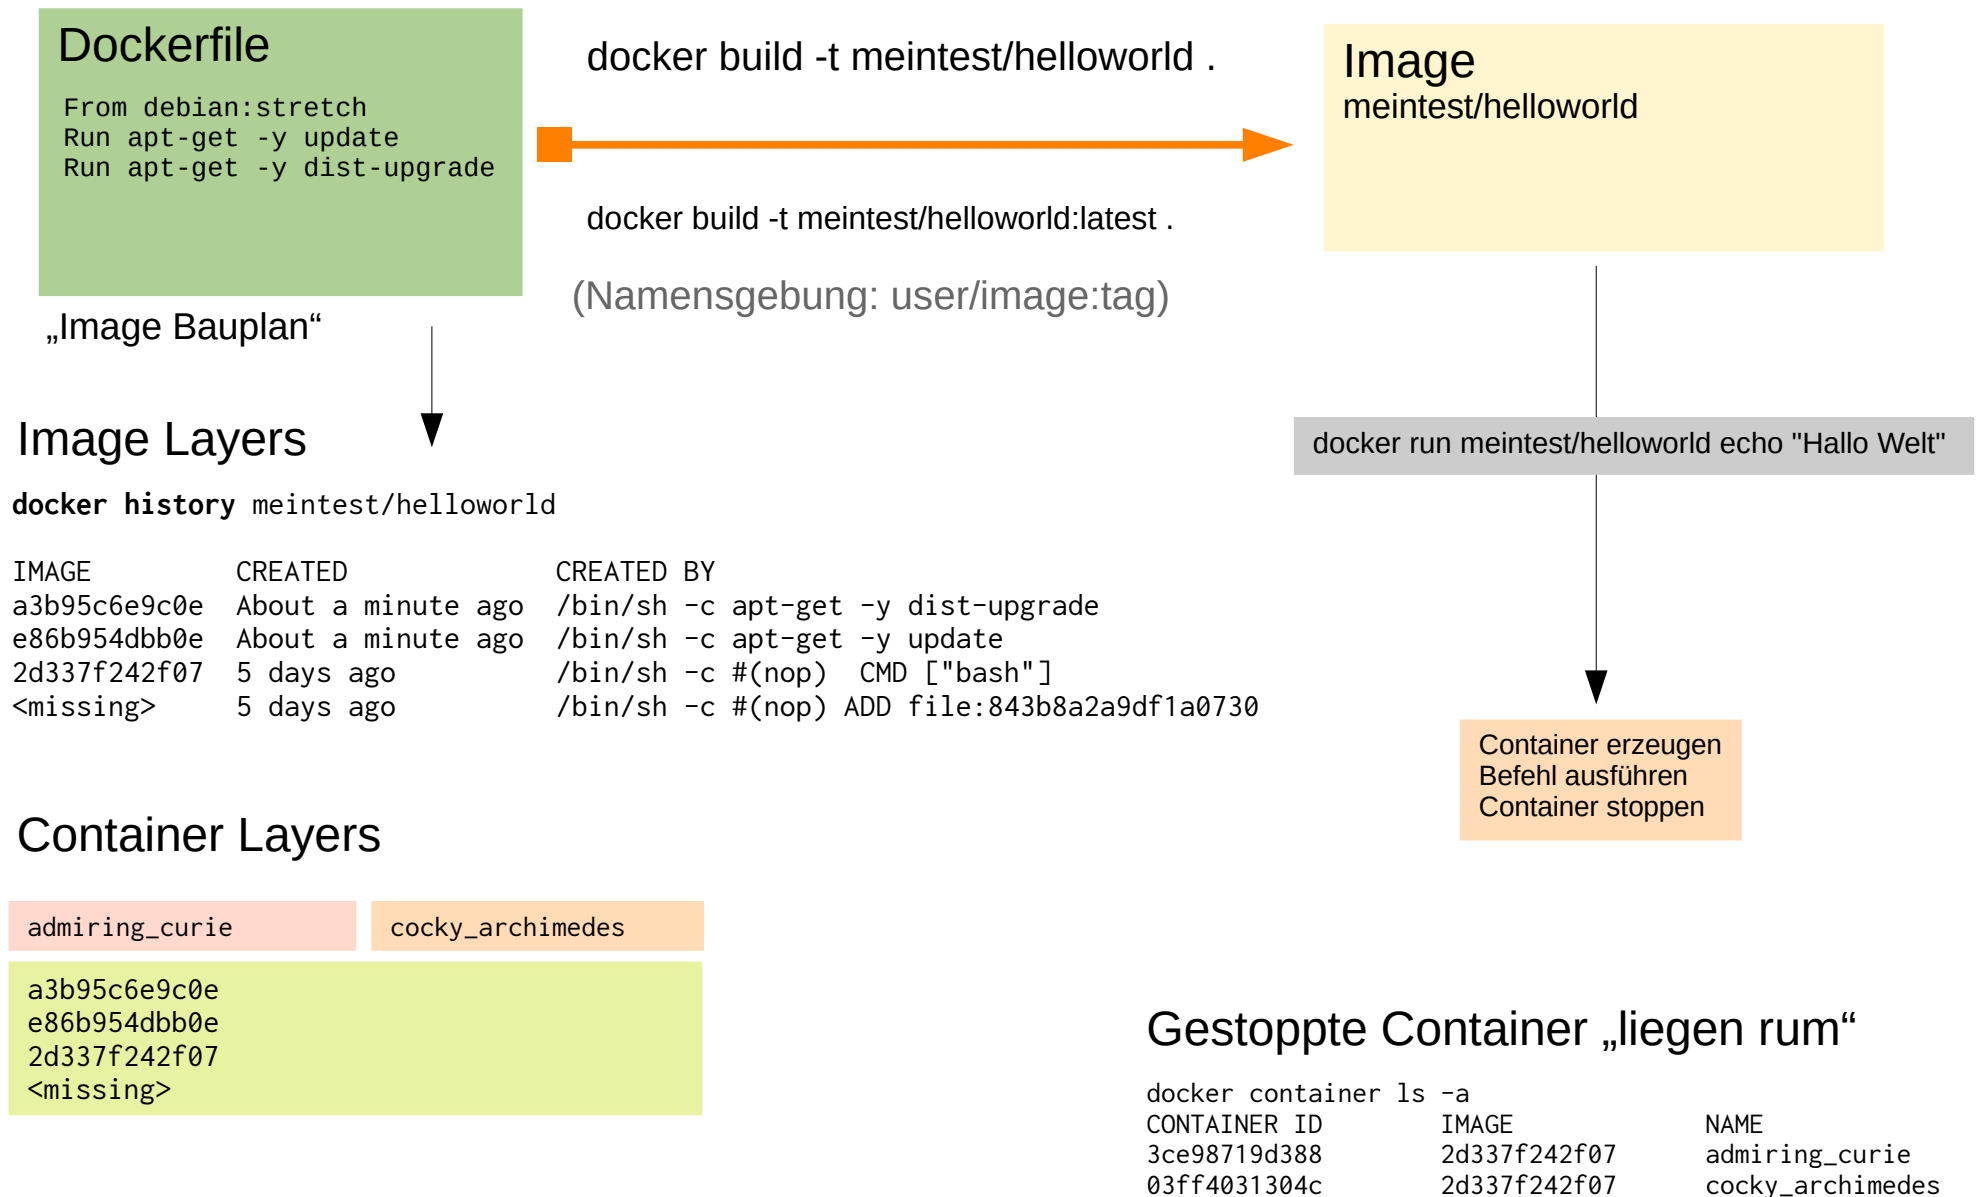 Dockerfile
From debian:stretch
Run apt-get -y update
Run apt-get -y dist-upgrade
„Image Bauplan“
docker build -t meintest/helloworld .
docker build -t meintest/helloworld:latest .
(Namensgebung: user/image:tag)
Image
meintest/helloworld
docker run meintest/helloworld echo "Hallo Welt"
Container erzeugen
Befehl ausführen
Container stoppen
Image Layers
docker history meintest/helloworld
IMAGE CREATED CREATED BY
a3b95c6e9c0e About a minute ago /bin/sh -c apt-get -y dist-upgrade
e86b954dbb0e About a minute ago /bin/sh -c apt-get -y update
2d337f242f07 5 days ago /bin/sh -c #(nop)  CMD ["bash"]
<missing> 5 days ago /bin/sh -c #(nop) ADD file:843b8a2a9df1a0730
Container Layers
admiring_curie
cocky_archimedes
a3b95c6e9c0e
e86b954dbb0e
2d337f242f07
<missing>
Gestoppte Container „liegen rum“
docker container ls -a
CONTAINER ID IMAGE NAME
3ce98719d388 2d337f242f07 admiring_curie
03ff4031304c 2d337f242f07 cocky_archimedes